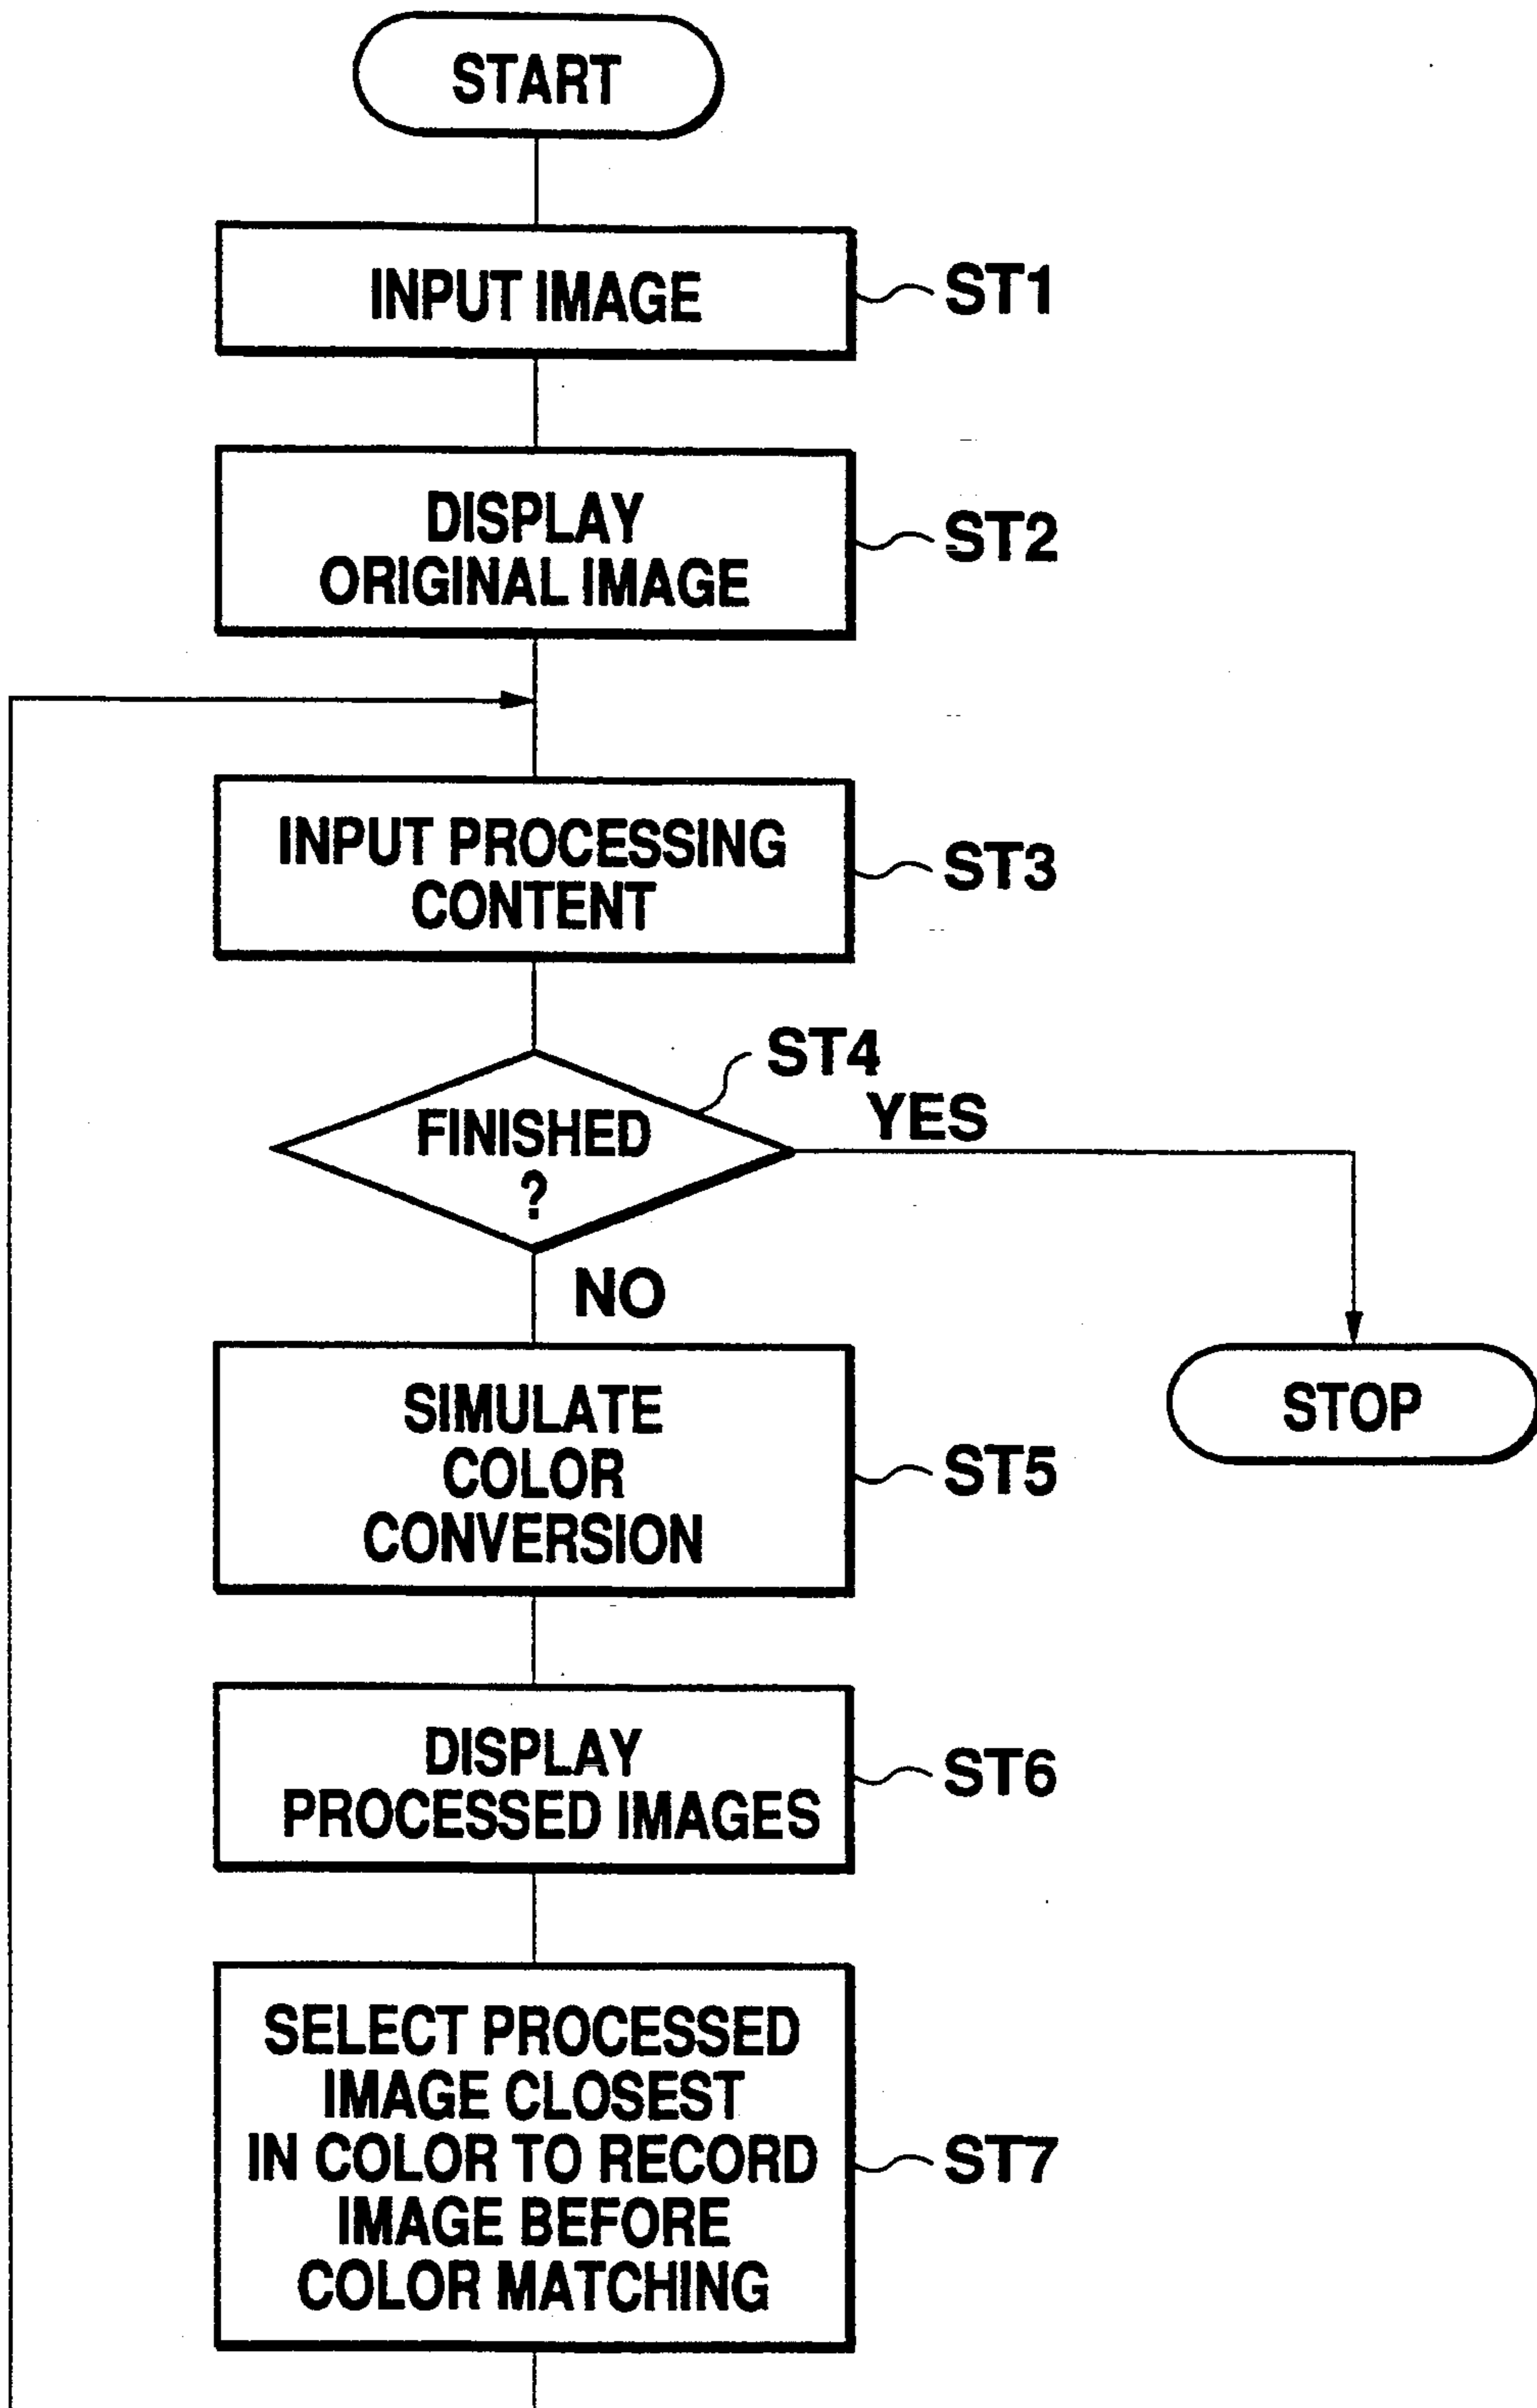 START
INPUT IMAGE
ST1
DISPLAY
ORIGINAL IMAGE
ST2
INPUT PROCESSING
CONTENT
ST3
ST4
FINISHED
?
YES
NO
STOP
SIMULATE
COLOR
CONVERSION
ST5
DISPLAY
PROCESSED IMAGES
ST6
SELECT PROCESSED
IMAGE CLOSEST
IN COLOR TO RECORD
IMAGE BEFORE
COLOR MATCHING
ST7